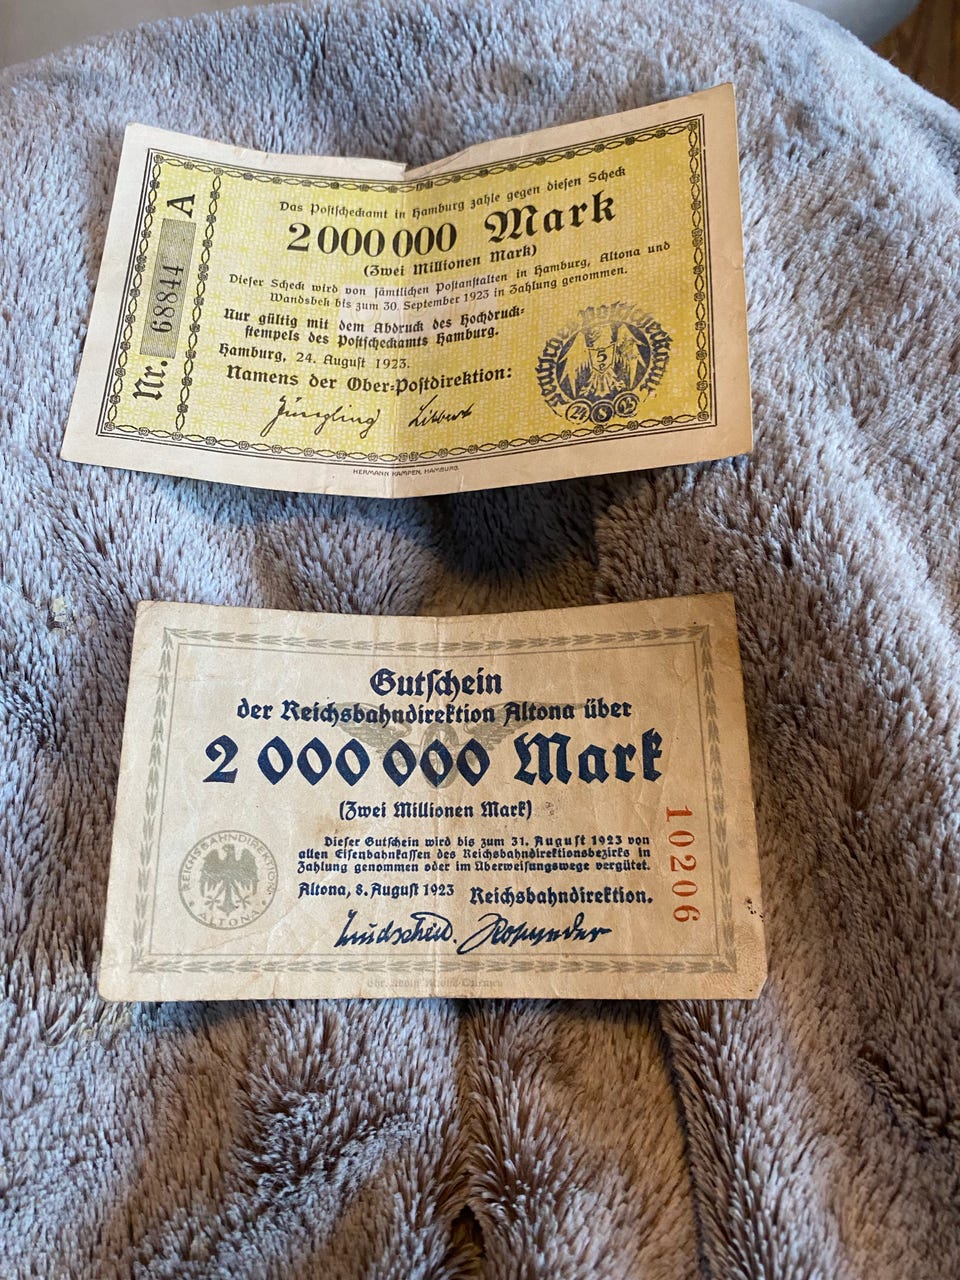 Das Postscheckamt in Hamburg zahle gegen diesen Scheck
2000000 Mark
(Zwei Millionen Mark)
Dieser Scheck wird von sämtlichen Postanstalten in Hamburg, Altona und
Wandsbek bis zum 30. September 1923 in Zahlung genommen.
Nur gültig mit dem Abdruck des Hochdruck-
stempels des Postscheckamts Hamburg.
Hamburg, 24. August 1923.
Namens der Ober-Postdirektion:
Nr. 68844 A
HERMANN KAMPEN, HAMBURG.
Gutschein
der Reichsbahndirektion Altona über
2 000 000 Mark
(Zwei Millionen Mark)
Dieser Gutschein wird bis zum 31. August 1923 von
allen Eisenbahnkassen des Reichsbahndirektionsbezirks in
Zahlung genommen oder im Überweisungswege vergütet.
Altona, 8. August 1923 Reichsbahndirektion.
REICHSBAHNDIREKTION
ALTONA
10206